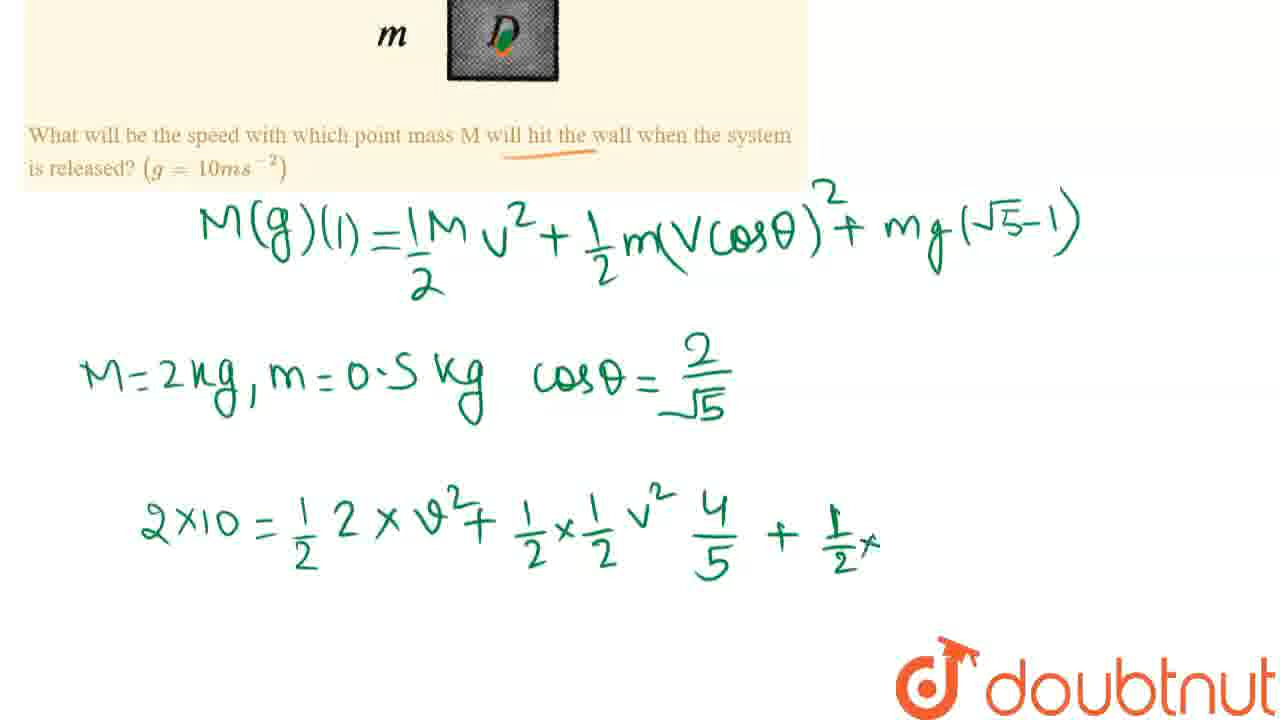 m D
What will be the speed with which point mass M will hit the wall when the system
is released? (g = 10ms⁻²)
M(g)(1) = 1/2 M v² + 1/2 m(V cosθ)² + mg(√5-1)
M = 2kg, m = 0.5 kg cosθ = 2/√5
2×10 = 1/2 2 × v² + 1/2 × 1/2 v² 4/5 + 1/2 ×
doubtnut